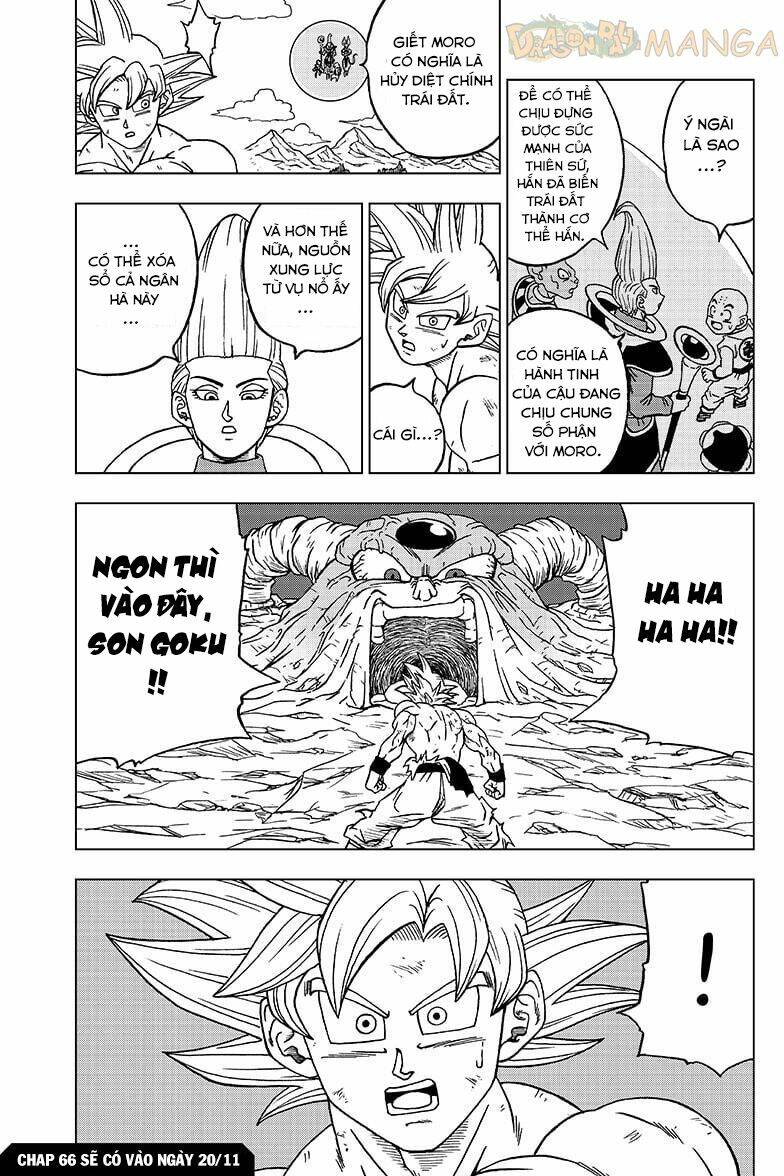 DRAGON BALL MANGA
GIẾT MORO
CÓ NGHĨA LÀ
HỦY DIỆT CHÍNH
TRÁI ĐẤT.
Ý NGÀI
LÀ SAO
...?
ĐỂ CÓ THỂ
CHỊU ĐỰNG
ĐƯỢC SỨC
MẠNH CỦA
THIÊN SỨ,
HẮN ĐÃ BIẾN
TRÁI ĐẤT
THÀNH CƠ
THỂ HẮN.
CÓ NGHĨA LÀ
HÀNH TINH
CỦA CẬU ĐANG
CHỊU CHUNG
SỐ PHẬN
VỚI MORO.
CÁI GÌ...?
VÀ HƠN THẾ
NỮA, NGUỒN
XUNG LỰC
TỪ VỤ NỔ ẤY
...
...
CÓ THỂ XÓA
SỔ CẢ NGÂN
HÀ NÀY
...
HA HA
HA HA!!
NGON THÌ
VÀO ĐÂY,
SON GOKU
!!
!
CHAP 66 SẼ CÓ VÀO NGÀY 20/11